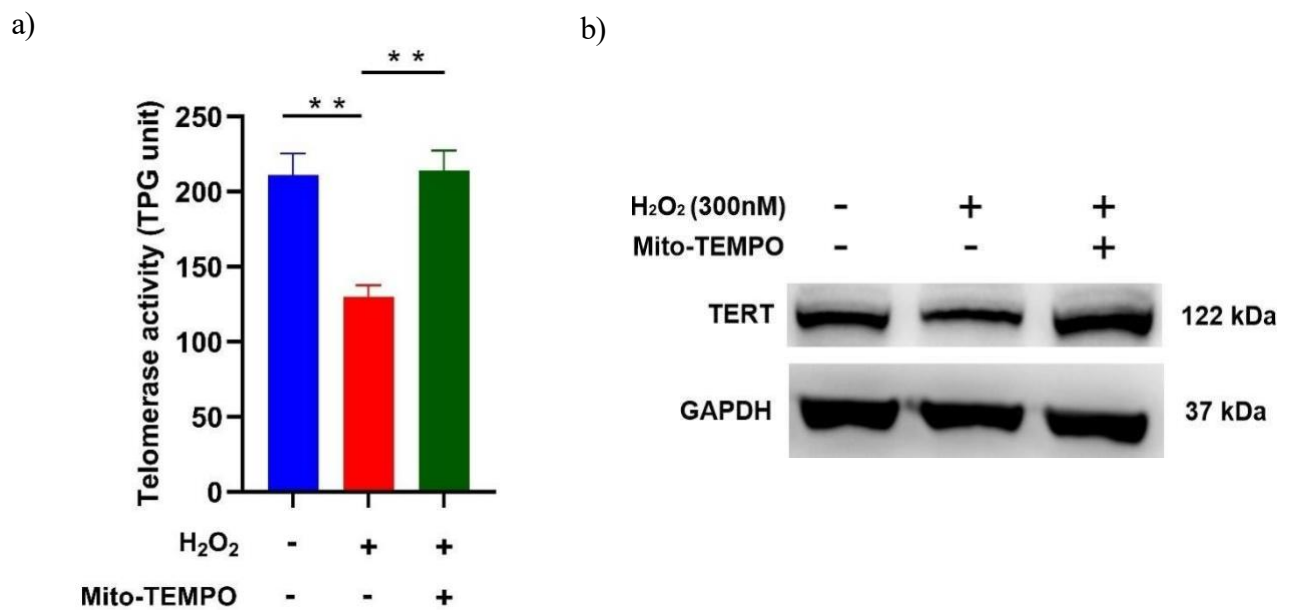 a)
b)
* *
* *
Telomerase activity (TPG unit)
250
200
150
100
50
0
H₂O₂ - + +
Mito-TEMPO - - +
H₂O₂ (300nM) - + +
Mito-TEMPO - - +
TERT 122 kDa
GAPDH 37 kDa